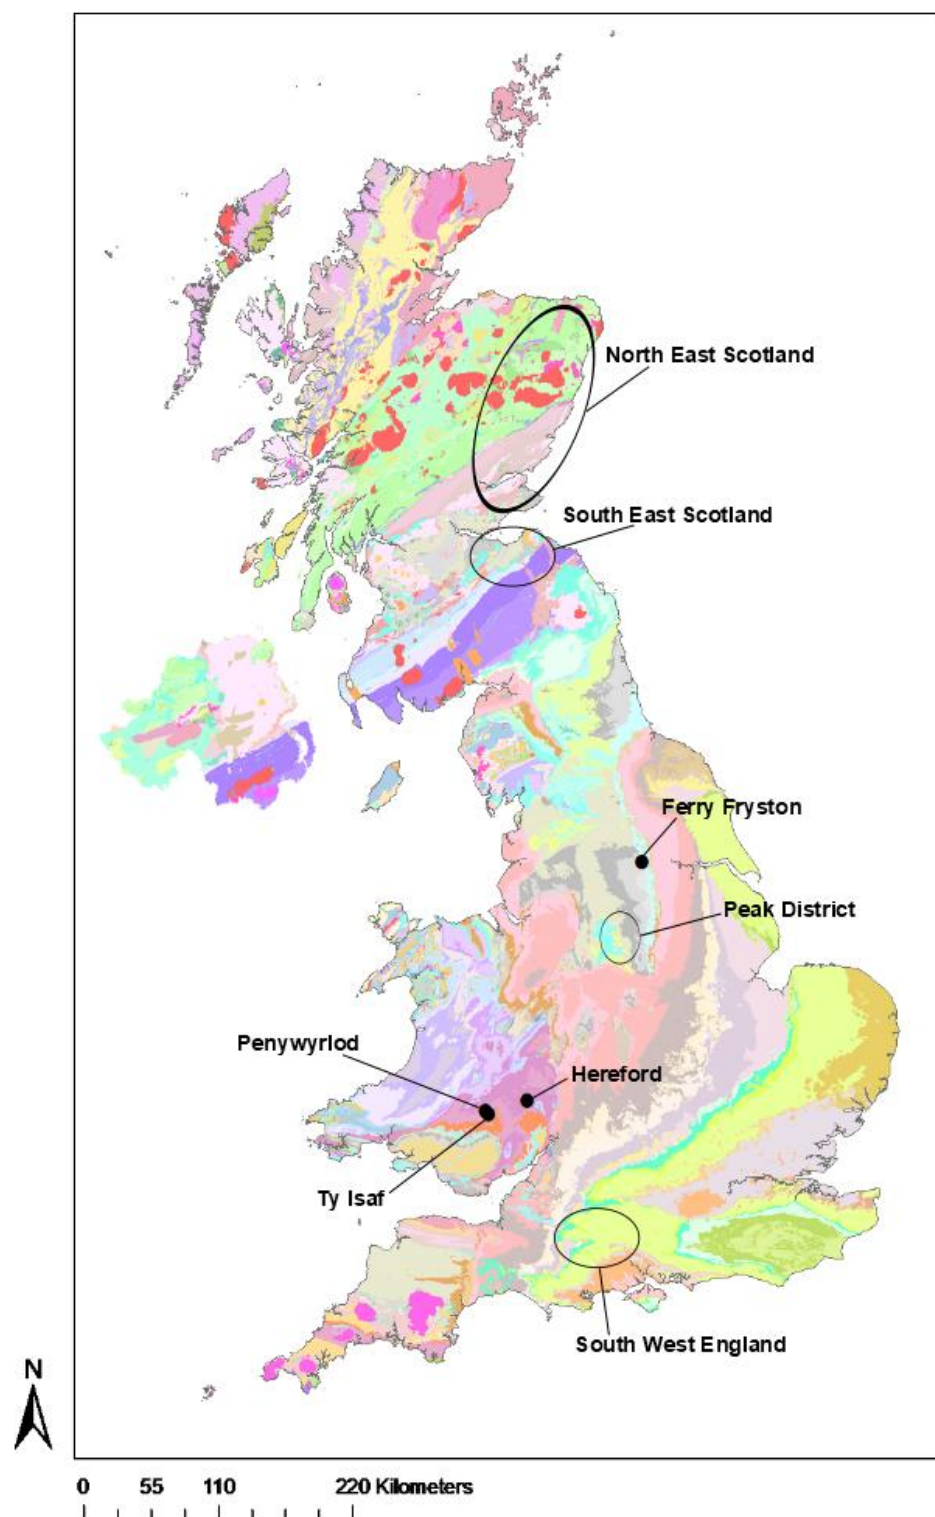 North East Scotland
South East Scotland
Ferry Fryston
Peak District
Penywyrlod
Hereford
Ty Isaf
South West England
N
0 55 110 220 Kilometers